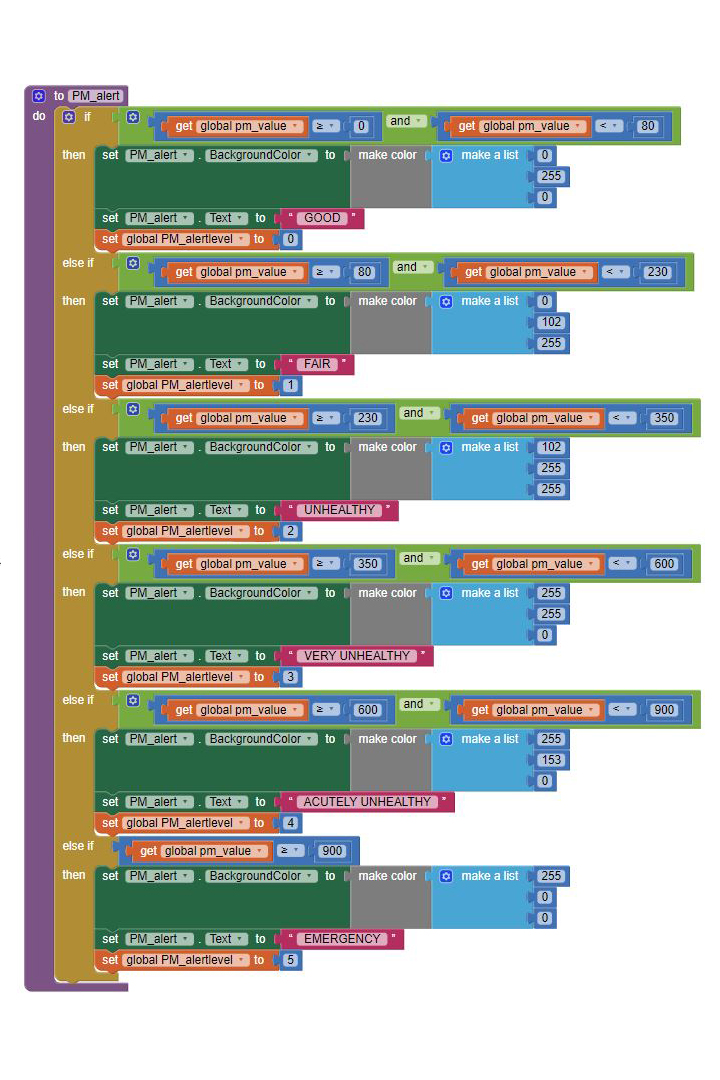 to PM_alert
do if get global pm_value ≥ 0 and get global pm_value < 80
then set PM_alert . BackgroundColor to make color make a list 0
255
0
set PM_alert . Text to “ GOOD ”
set global PM_alertlevel to 0
else if get global pm_value ≥ 80 and get global pm_value < 230
then set PM_alert . BackgroundColor to make color make a list 0
102
255
set PM_alert . Text to “ FAIR ”
set global PM_alertlevel to 1
else if get global pm_value ≥ 230 and get global pm_value < 350
then set PM_alert . BackgroundColor to make color make a list 102
255
255
set PM_alert . Text to “ UNHEALTHY ”
set global PM_alertlevel to 2
else if get global pm_value ≥ 350 and get global pm_value < 600
then set PM_alert . BackgroundColor to make color make a list 255
255
0
set PM_alert . Text to “ VERY UNHEALTHY ”
set global PM_alertlevel to 3
else if get global pm_value ≥ 600 and get global pm_value < 900
then set PM_alert . BackgroundColor to make color make a list 255
153
0
set PM_alert . Text to “ ACUTELY UNHEALTHY ”
set global PM_alertlevel to 4
else if get global pm_value ≥ 900
then set PM_alert . BackgroundColor to make color make a list 255
0
0
set PM_alert . Text to “ EMERGENCY ”
set global PM_alertlevel to 5